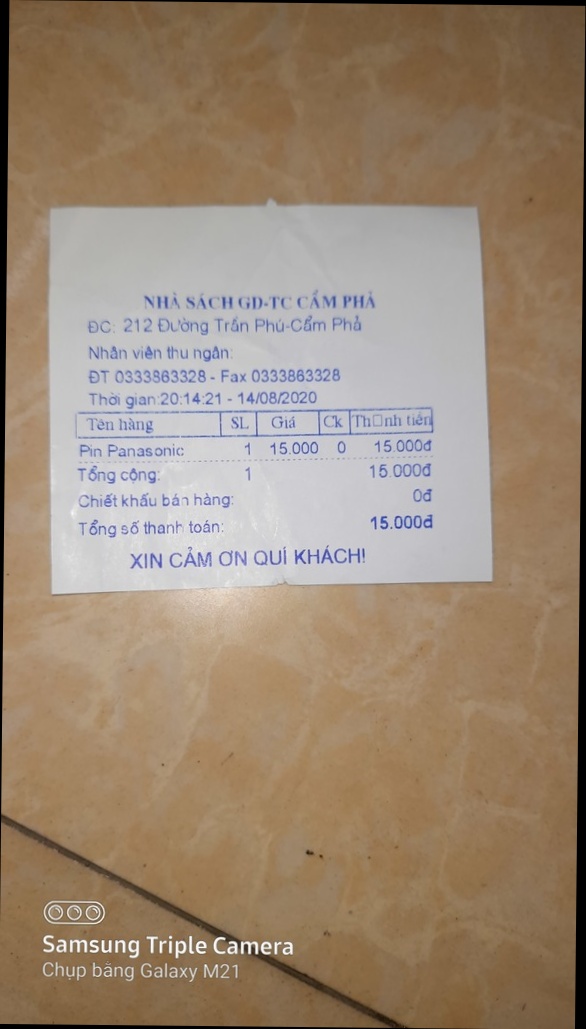 NHÀ SÁCH GD-TC CẨM PHẢ
ĐC: 212 Đường Trần Phú-Cẩm Phả
Nhân viên thu ngân:
ĐT 0333863328 - Fax 0333863328
Thời gian:20:14:21 - 14/08/2020
Tên hàng SL Giá Ck Th□nh tiền
Pin Panasonic 1 15.000 0 15.000đ
Tổng cộng: 1 15.000đ
Chiết khấu bán hàng: 0đ
Tổng số thanh toán: 15.000đ
XIN CẢM ƠN QUÍ KHÁCH!
Samsung Triple Camera
Chụp bằng Galaxy M21